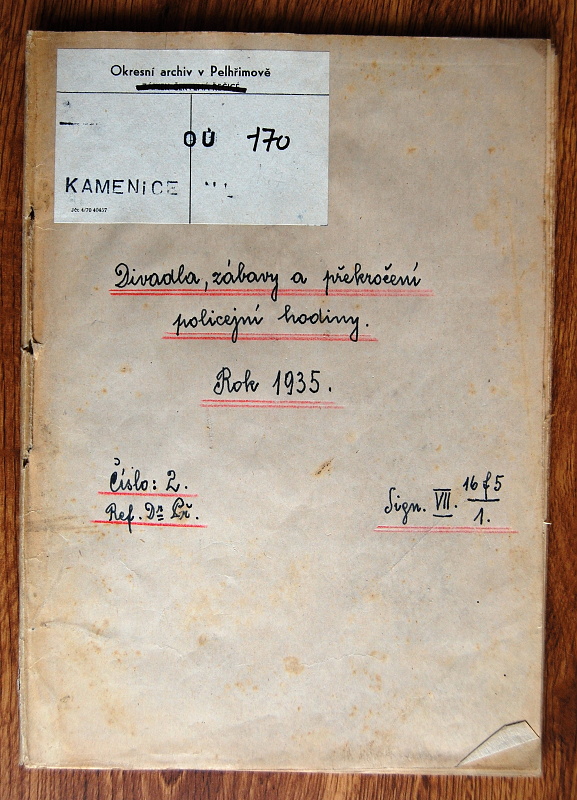 Okresní archiv v Pelhřimově
OÚ 170
KAMENiCE
Divadla, zábavy a překročení
policejní hodiny.
Rok 1935.
Číslo: 2.
Ref. Dr Př.
Sign. VII. 16 f 5
1.